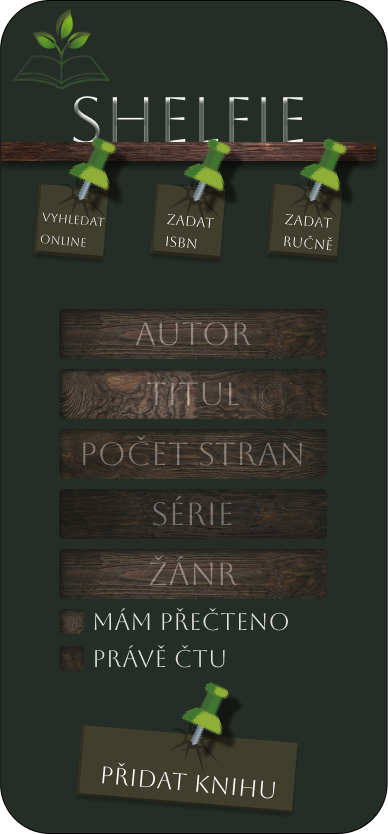 SHELFIE
VYHLEDAT
ONLINE
ZADAT
ISBN
ZADAT
RUČNĚ
AUTOR
TITUL
POČET STRAN
SÉRIE
ŽÁNR
MÁM PŘEČTENO
PRÁVĚ ČTU
PŘIDAT KNIHU